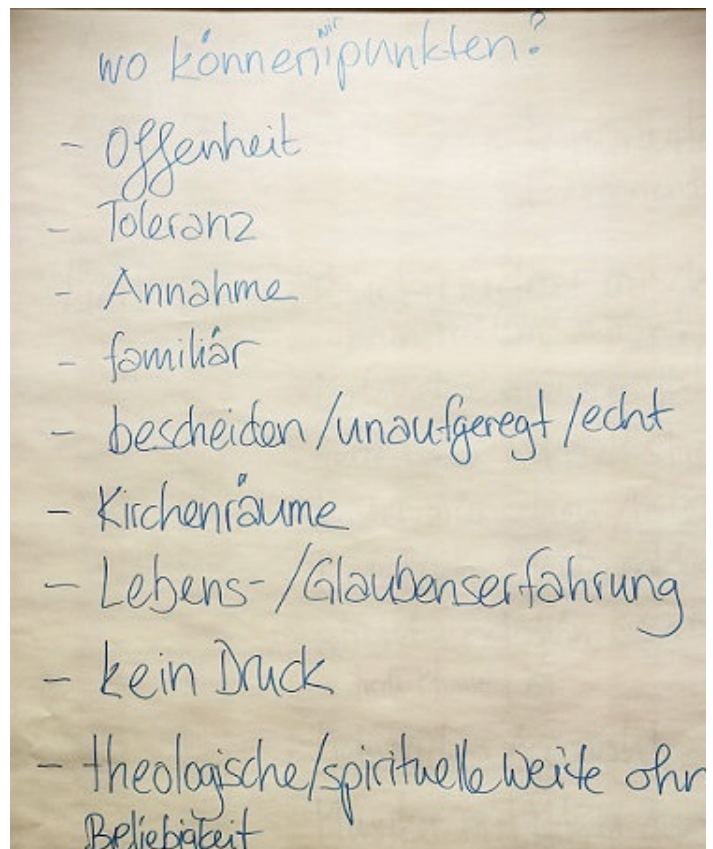 wo können wir punkten?
- Offenheit
- Toleranz
- Annahme
- familiär
- bescheiden/unaufgeregt/echt
- Kirchenräume
- Lebens-/Glaubenserfahrung
- kein Druck
- theologische/spirituelle Weite ohn
Beliebigkeit